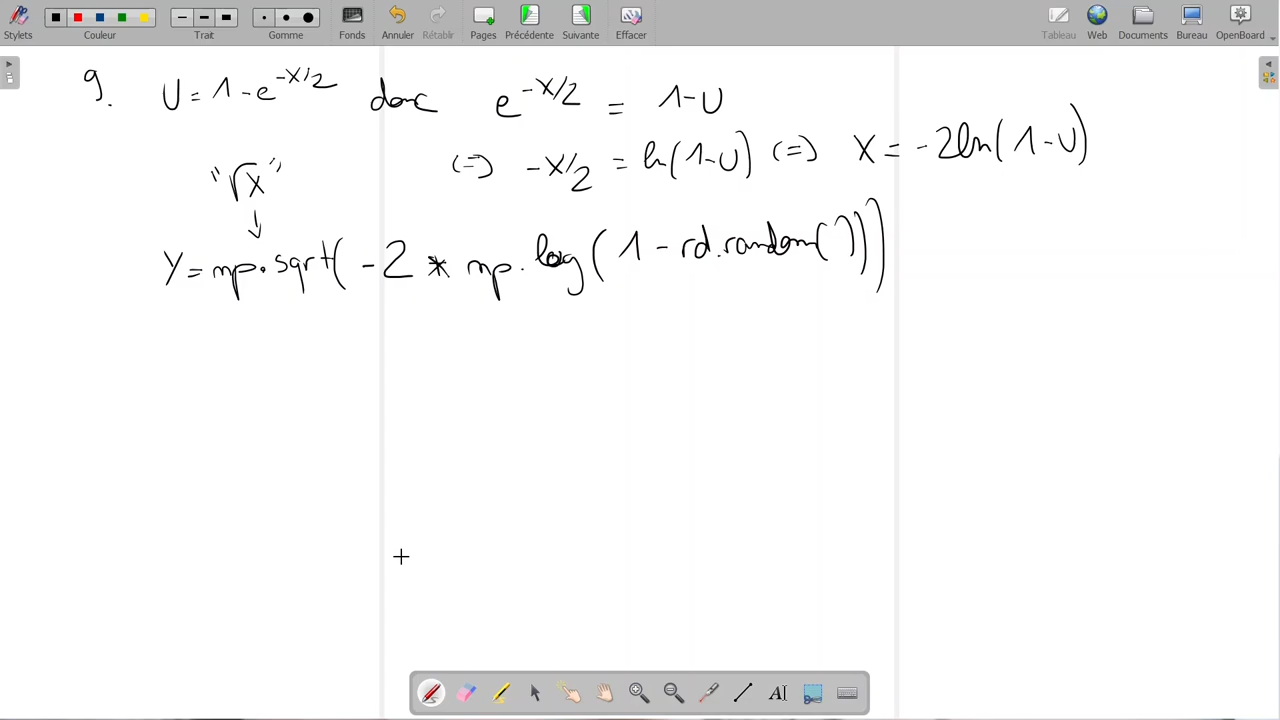 Stylets Couleur Trait Gomme Fonds Annuler Rétablir Pages Précédente Suivante Effacer Tableau Web Documents Bureau OpenBoard
9. U = 1 - e^{-X/2} donc e^{-X/2} = 1 - U
(=) -X/2 = ln(1-U) (=) X = -2ln(1-U)
"√X"
↓
Y = np.sqrt(-2 * np.log(1 - rd.random()))